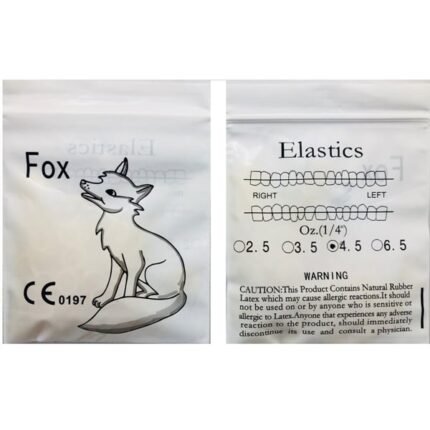 Fox
CE 0197
Elastics
RIGHT LEFT
Oz.(1/4")
2.5 3.5 4.5 6.5
WARNING
CAUTION:This Product Contains Natural Rubber
Latex which may cause allergic reactions.It should
not be used on or by anyone who is sensitive or
allergic to Latex.Anyone that experiences any adverse
reaction to the product, should immediately
discontinue its use and consult a physician.